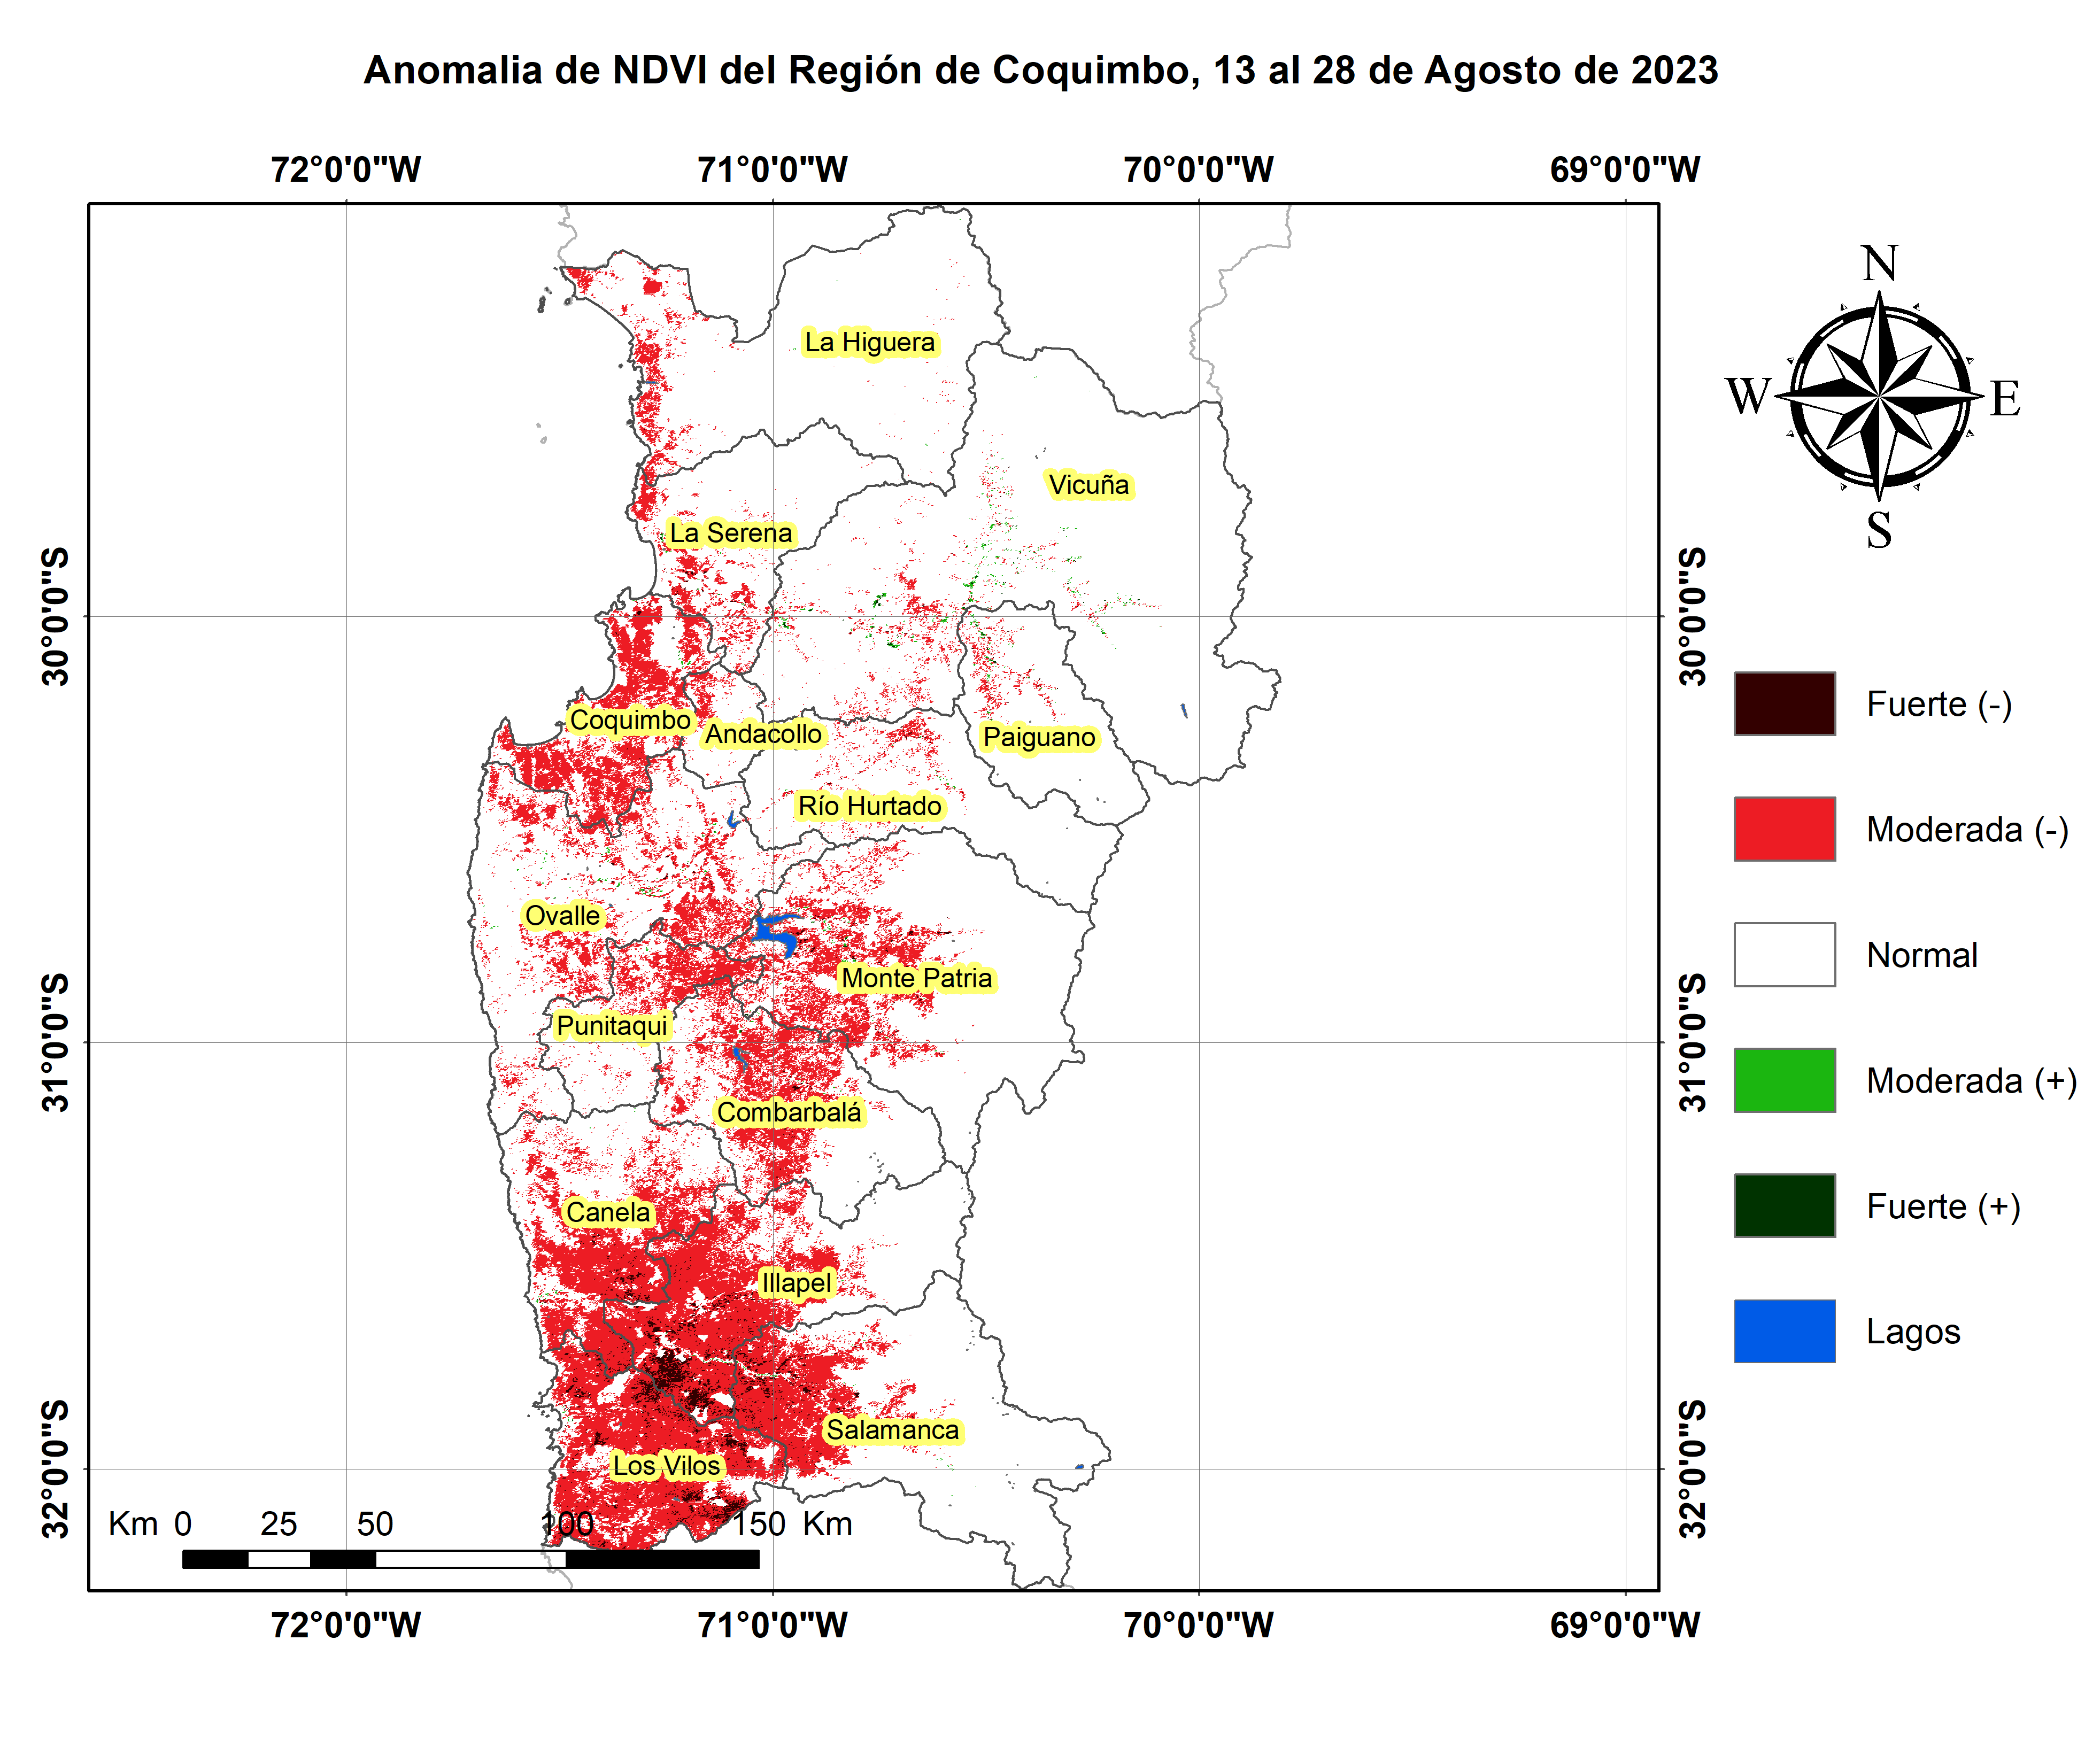 Anomalia de NDVI del Región de Coquimbo, 13 al 28 de Agosto de 2023
72°0'0"W 71°0'0"W 70°0'0"W 69°0'0"W
N
W E
S
La Higuera
Vicuña
La Serena
30°0'0"S 30°0'0"S
Coquimbo
Andacollo
Paiguano
Río Hurtado
Ovalle
Monte Patria
Punitaqui
31°0'0"S 31°0'0"S
Combarbalá
Canela
Illapel
Salamanca
Los Vilos
32°0'0"S 32°0'0"S
Km 0 25 50 100 150 Km
72°0'0"W 71°0'0"W 70°0'0"W 69°0'0"W
Fuerte (-)
Moderada (-)
Normal
Moderada (+)
Fuerte (+)
Lagos